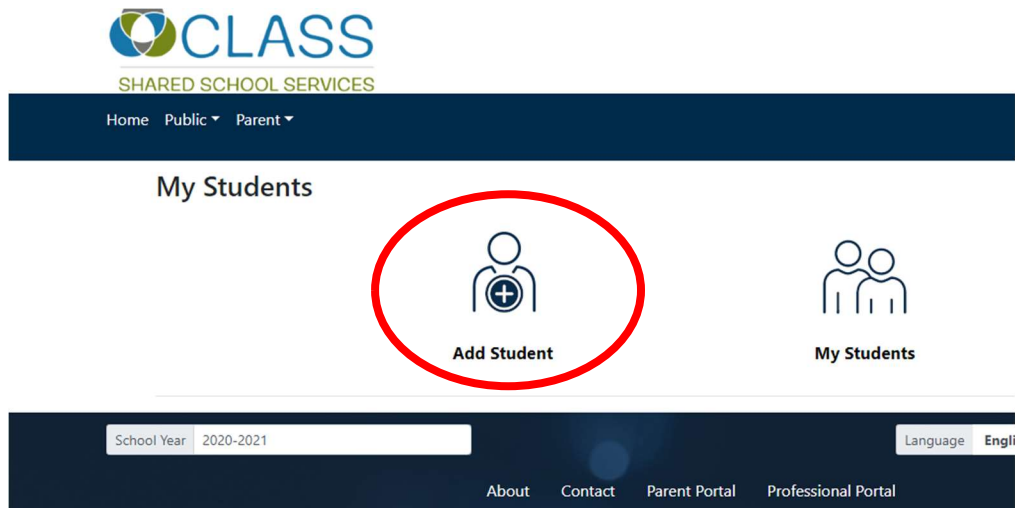 CLASS
SHARED SCHOOL SERVICES
Home Public Parent
My Students
Add Student My Students
School Year 2020-2021 Language Engli
About Contact Parent Portal Professional Portal